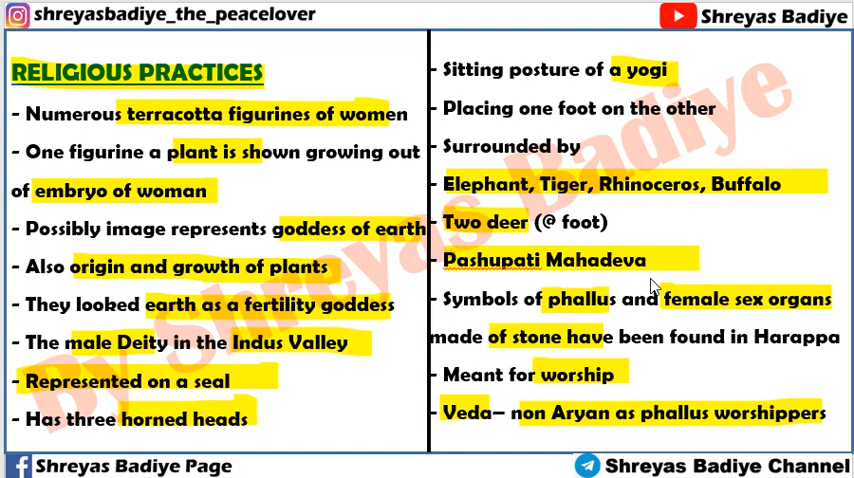 shreyasbadiye_the_peacelover
Shreyas Badiye
RELIGIOUS PRACTICES
- Numerous terracotta figurines of women
- One figurine a plant is shown growing out
of embryo of woman
- Possibly image represents goddess of earth
- Also origin and growth of plants
- They looked earth as a fertility goddess
- The male Deity in the Indus Valley
- Represented on a seal
- Has three horned heads
- Sitting posture of a yogi
- Placing one foot on the other
- Surrounded by
- Elephant, Tiger, Rhinoceros, Buffalo
- Two deer (@ foot)
- Pashupati Mahadeva
- Symbols of phallus and female sex organs
made of stone have been found in Harappa
- Meant for worship
- Veda– non Aryan as phallus worshippers
By Shreyas Badiye
Shreyas Badiye Page
Shreyas Badiye Channel